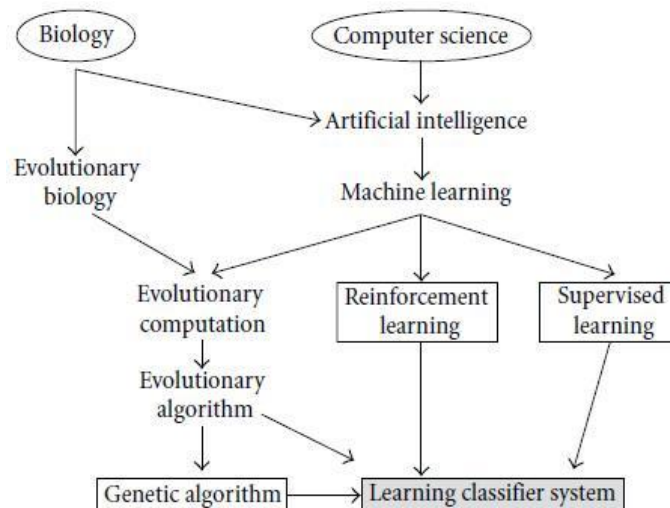 Biology
Computer science
Artificial intelligence
Evolutionary
biology
Machine learning
Evolutionary
computation
Reinforcement
learning
Supervised
learning
Evolutionary
algorithm
Genetic algorithm
Learning classifier system